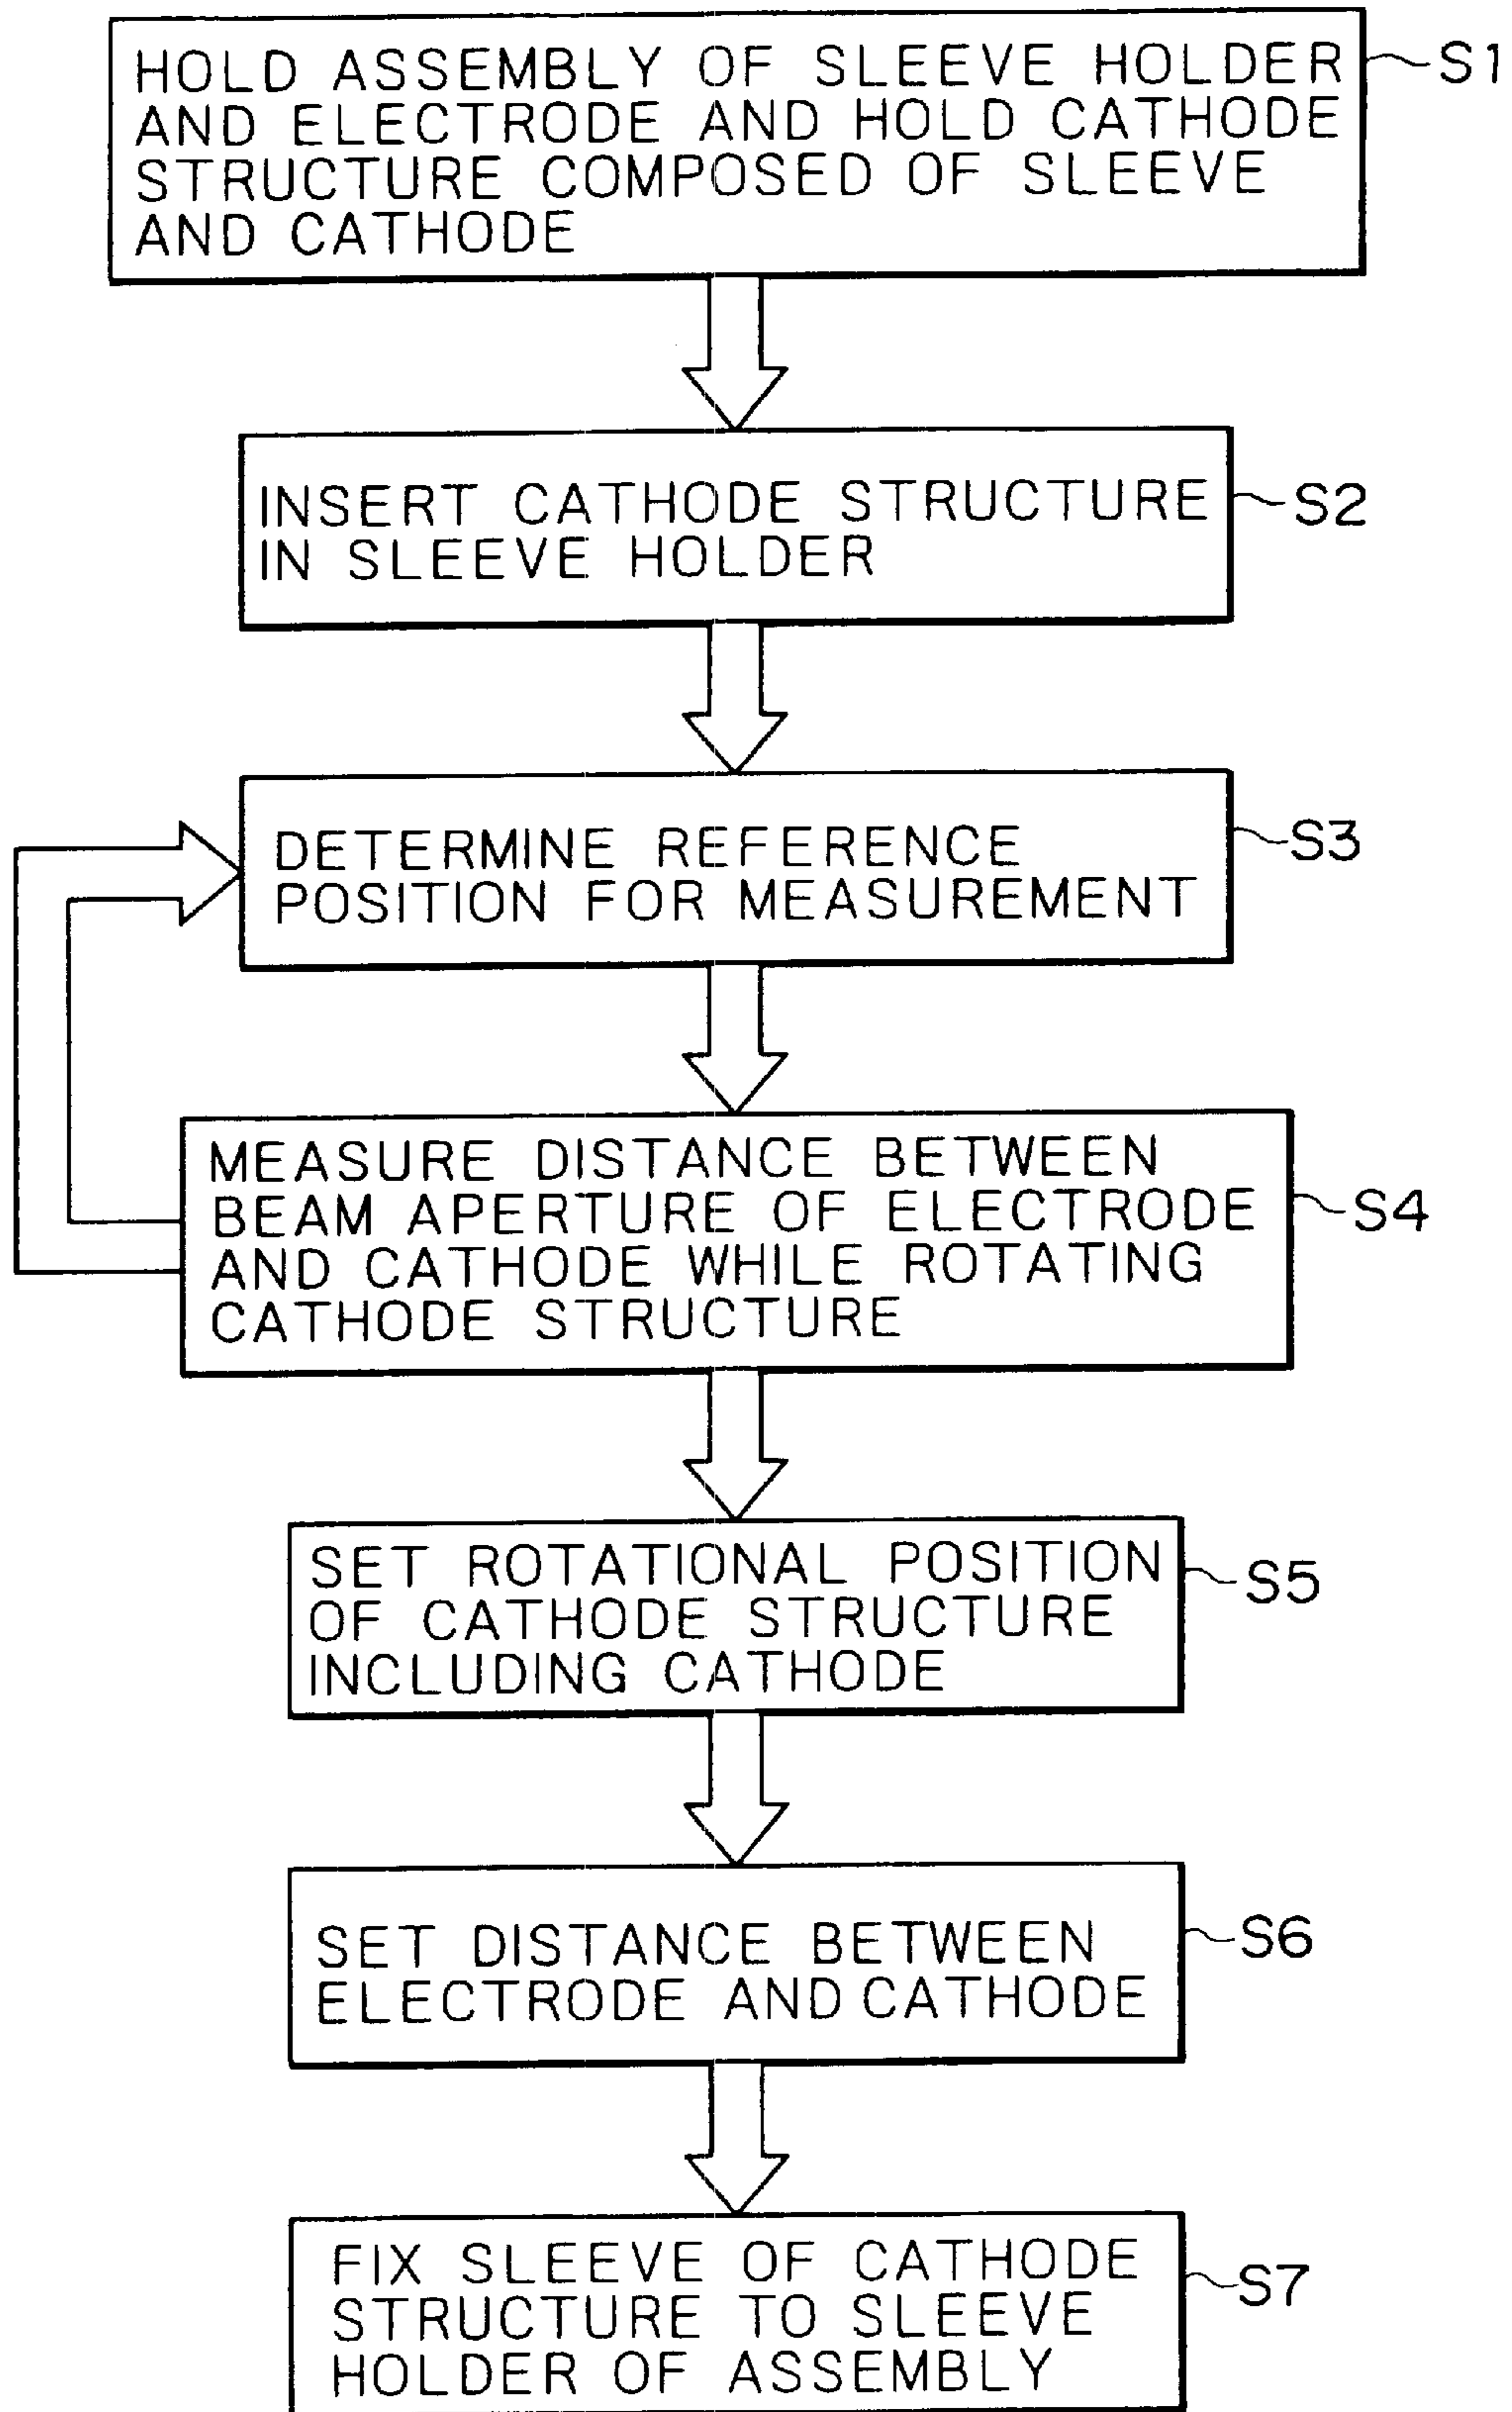 HOLD ASSEMBLY OF SLEEVE HOLDER
AND ELECTRODE AND HOLD CATHODE
STRUCTURE COMPOSED OF SLEEVE
AND CATHODE
S1
INSERT CATHODE STRUCTURE
IN SLEEVE HOLDER
S2
DETERMINE REFERENCE
POSITION FOR MEASUREMENT
S3
MEASURE DISTANCE BETWEEN
BEAM APERTURE OF ELECTRODE
AND CATHODE WHILE ROTATING
CATHODE STRUCTURE
S4
SET ROTATIONAL POSITION
OF CATHODE STRUCTURE
INCLUDING CATHODE
S5
SET DISTANCE BETWEEN
ELECTRODE AND CATHODE
S6
FIX SLEEVE OF CATHODE
STRUCTURE TO SLEEVE
HOLDER OF ASSEMBLY
S7